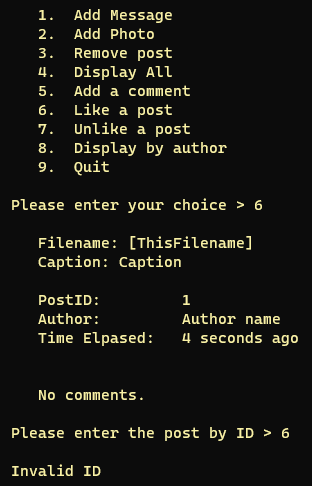 1. Add Message
2. Add Photo
3. Remove post
4. Display All
5. Add a comment
6. Like a post
7. Unlike a post
8. Display by author
9. Quit
Please enter your choice > 6
Filename: [ThisFilename]
Caption: Caption
PostID: 1
Author: Author name
Time Elpased: 4 seconds ago
No comments.
Please enter the post by ID > 6
Invalid ID